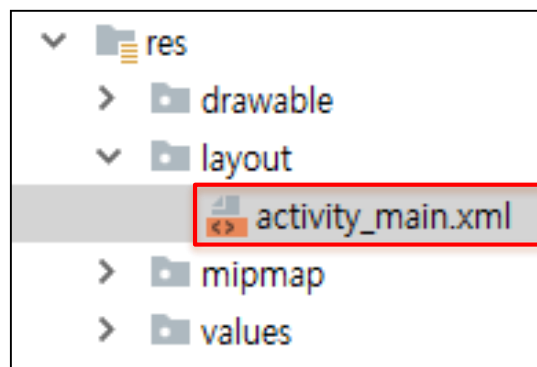 res
drawable
layout
activity_main.xml
mipmap
values